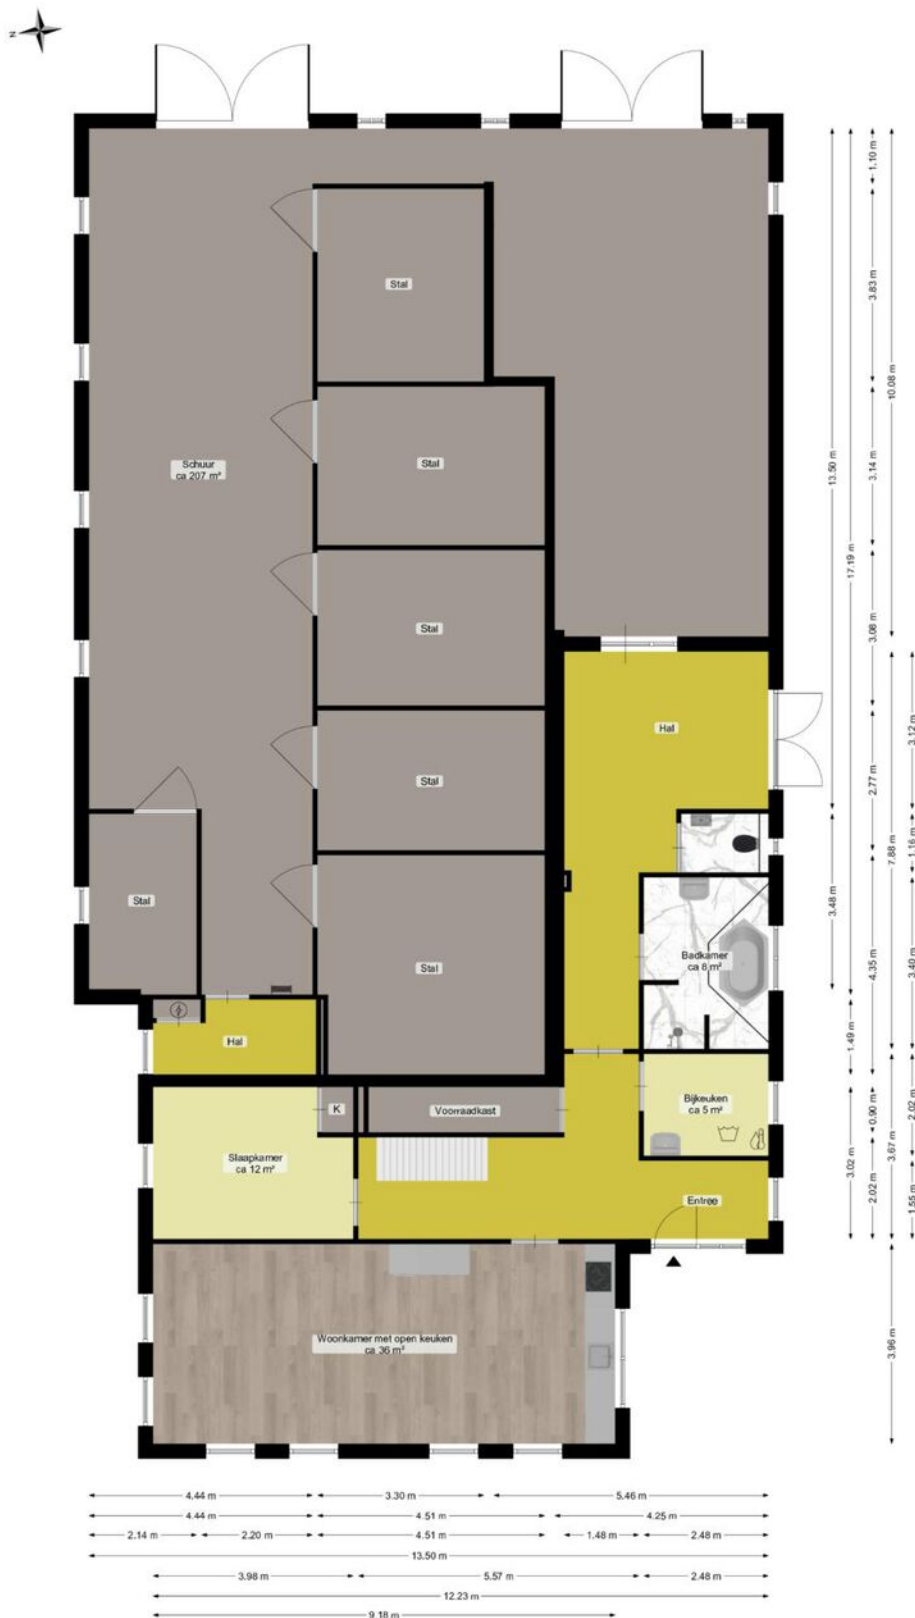 N
1.10 m
Stal
3.83 m
10.08 m
Schuur
ca 207 m²
Stal
3.14 m
13.50 m
17.19 m
Stal
3.08 m
Hal
3.12 m
Stal
2.77 m
1.16 m
7.88 m
Stal
3.48 m
Badkamer
ca 8 m²
Stal
4.35 m
3.40 m
Hal
1.49 m
K
Voorraadkast
Bijkeuken
ca 5 m²
0.90 m
2.02 m
Slaapkamer
ca 12 m²
3.02 m
3.67 m
2.02 m
Entree
1.55 m
Woonkamer met open keuken
ca 36 m²
3.96 m
4.44 m 3.30 m 5.46 m
4.44 m 4.51 m 4.25 m
2.14 m 2.20 m 4.51 m 1.48 m 2.48 m
13.50 m
3.98 m 5.57 m 2.48 m
12.23 m
9.18 m